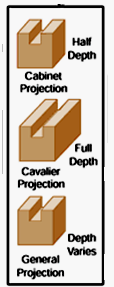 Half
Depth
Cabinet
Projection
Full
Depth
Cavalier
Projection
Depth
Varies
General
Projection